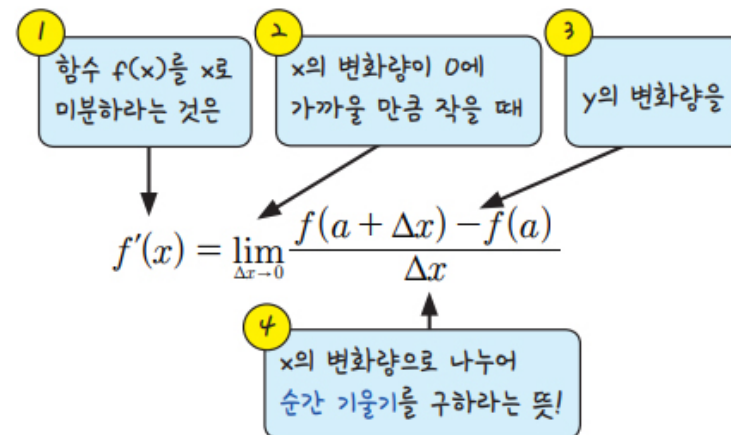 1
함수 f(x)를 x로
미분하라는 것은
2
x의 변화량이 0에
가까울 만큼 작을 때
3
y의 변화량을
f'(x) = lim Δx→0 f(a + Δx) − f(a) / Δx
4
x의 변화량으로 나누어
순간 기울기를 구하라는 뜻!